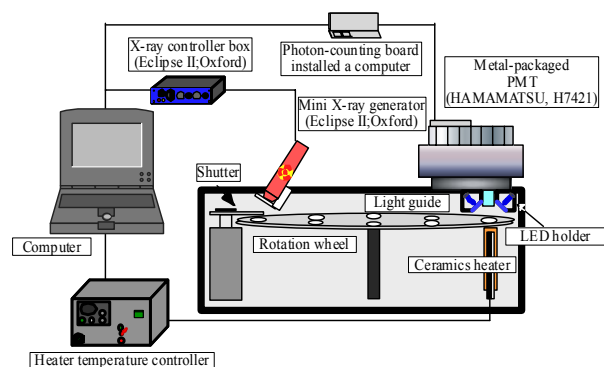 X-ray controller box
(Eclipse II;Oxford)
Photon-counting board
installed a computer
Metal-packaged
PMT
(HAMAMATSU, H7421)
Mini X-ray generator
(Eclipse II;Oxford)
Shutter
Light guide
Rotation wheel
LED holder
Computer
Ceramics heater
Heater temperature controller